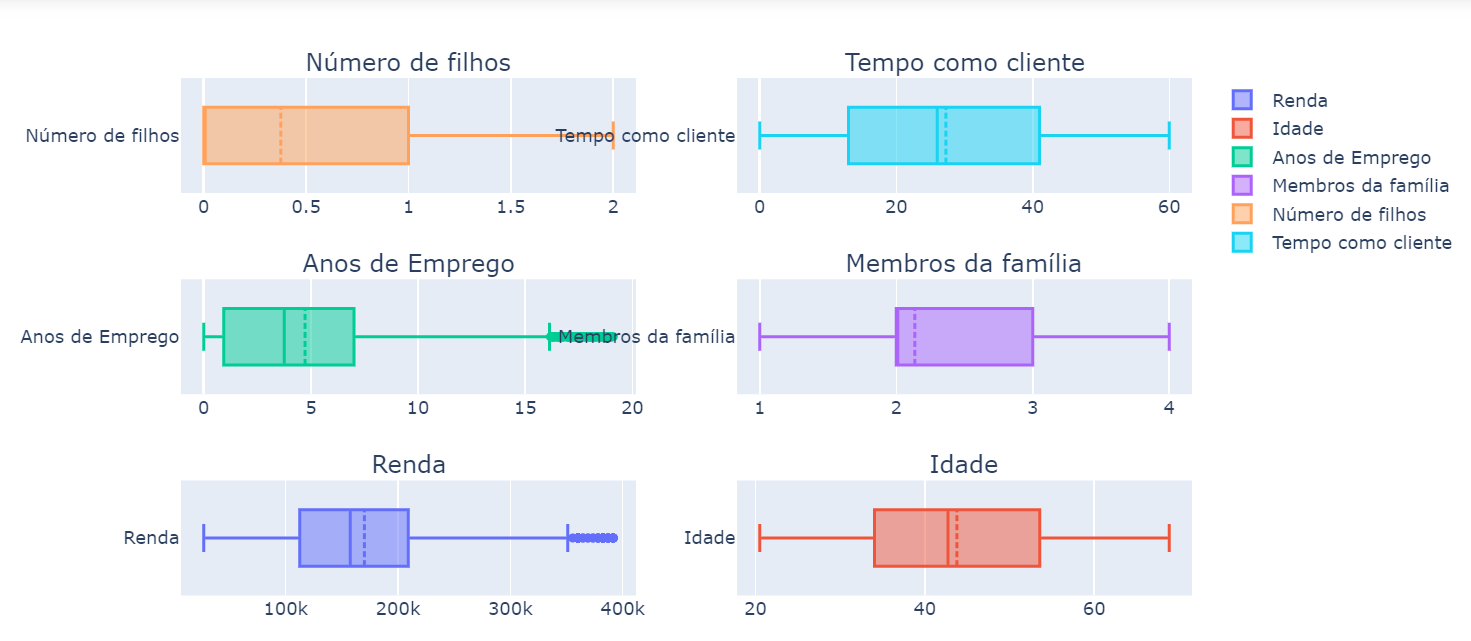 Número de filhos
Tempo como cliente
Número de filhos
Tempo como cliente
0 0.5 1 1.5 2
0 20 40 60
Anos de Emprego
Membros da família
Anos de Emprego
Membros da família
0 5 10 15 20
1 2 3 4
Renda
Idade
Renda
Idade
100k 200k 300k 400k
20 40 60
Renda
Idade
Anos de Emprego
Membros da família
Número de filhos
Tempo como cliente